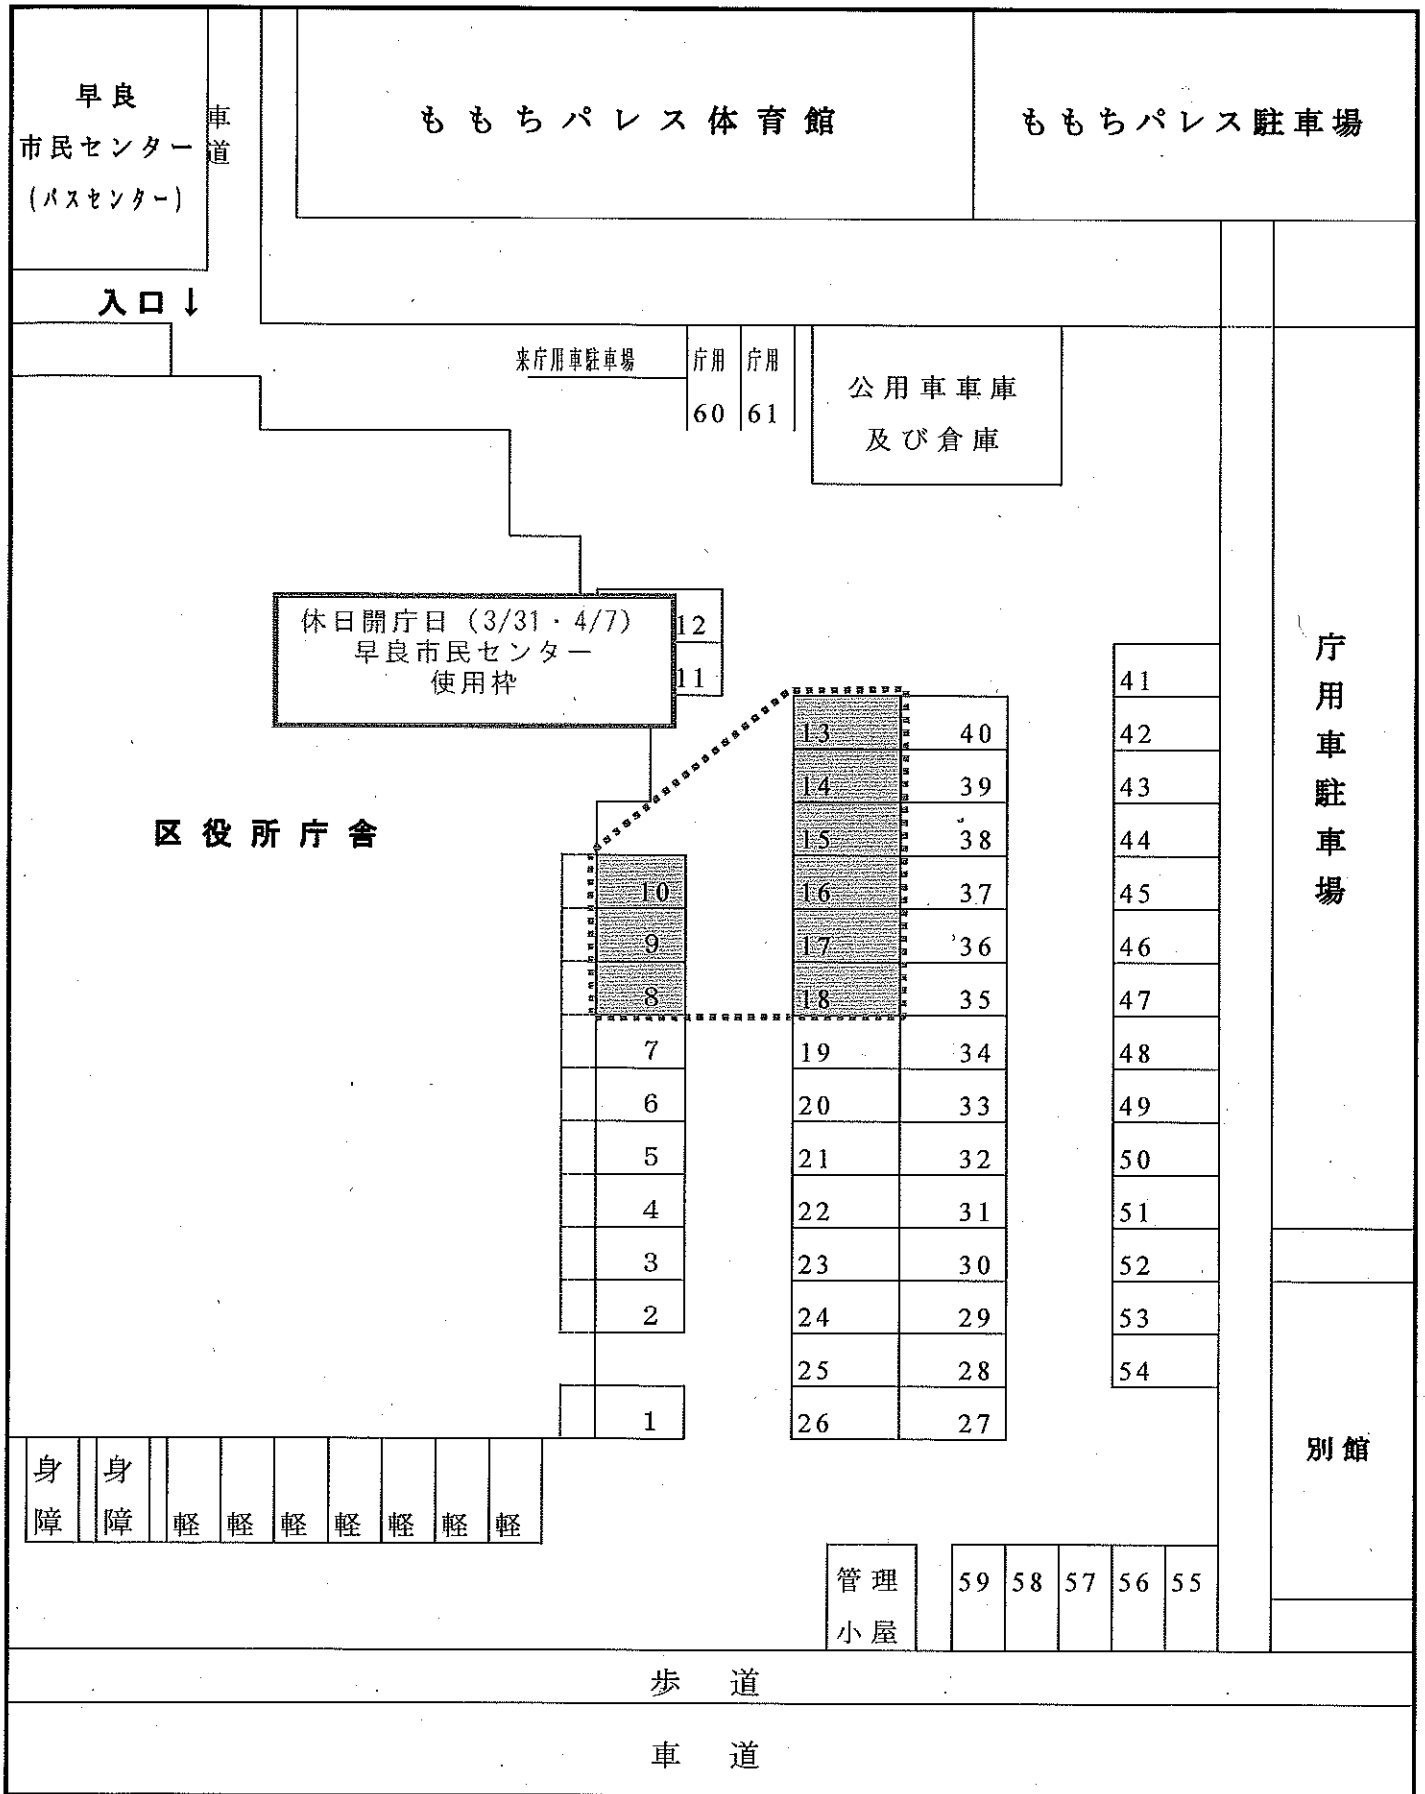 早良
市民センター
(バスセンター)
車
道
ももちパレス体育館
ももちパレス駐車場
入口↓
来庁用車駐車場
庁用
60
庁用
61
公用車車庫
及び倉庫
休日開庁日（3/31・4/7）
早良市民センター
使用枠
12
11
庁用車駐車場
区役所庁舎
10
9
8
7
6
5
4
3
2
1
13 40
14 39
15 38
16 37
17 36
18 35
19 34
20 33
21 32
22 31
23 30
24 29
25 28
26 27
41
42
43
44
45
46
47
48
49
50
51
52
53
54
別館
身
障
身
障
軽 軽 軽 軽 軽 軽 軽
管理
小屋
59 58 57 56 55
歩道
車道